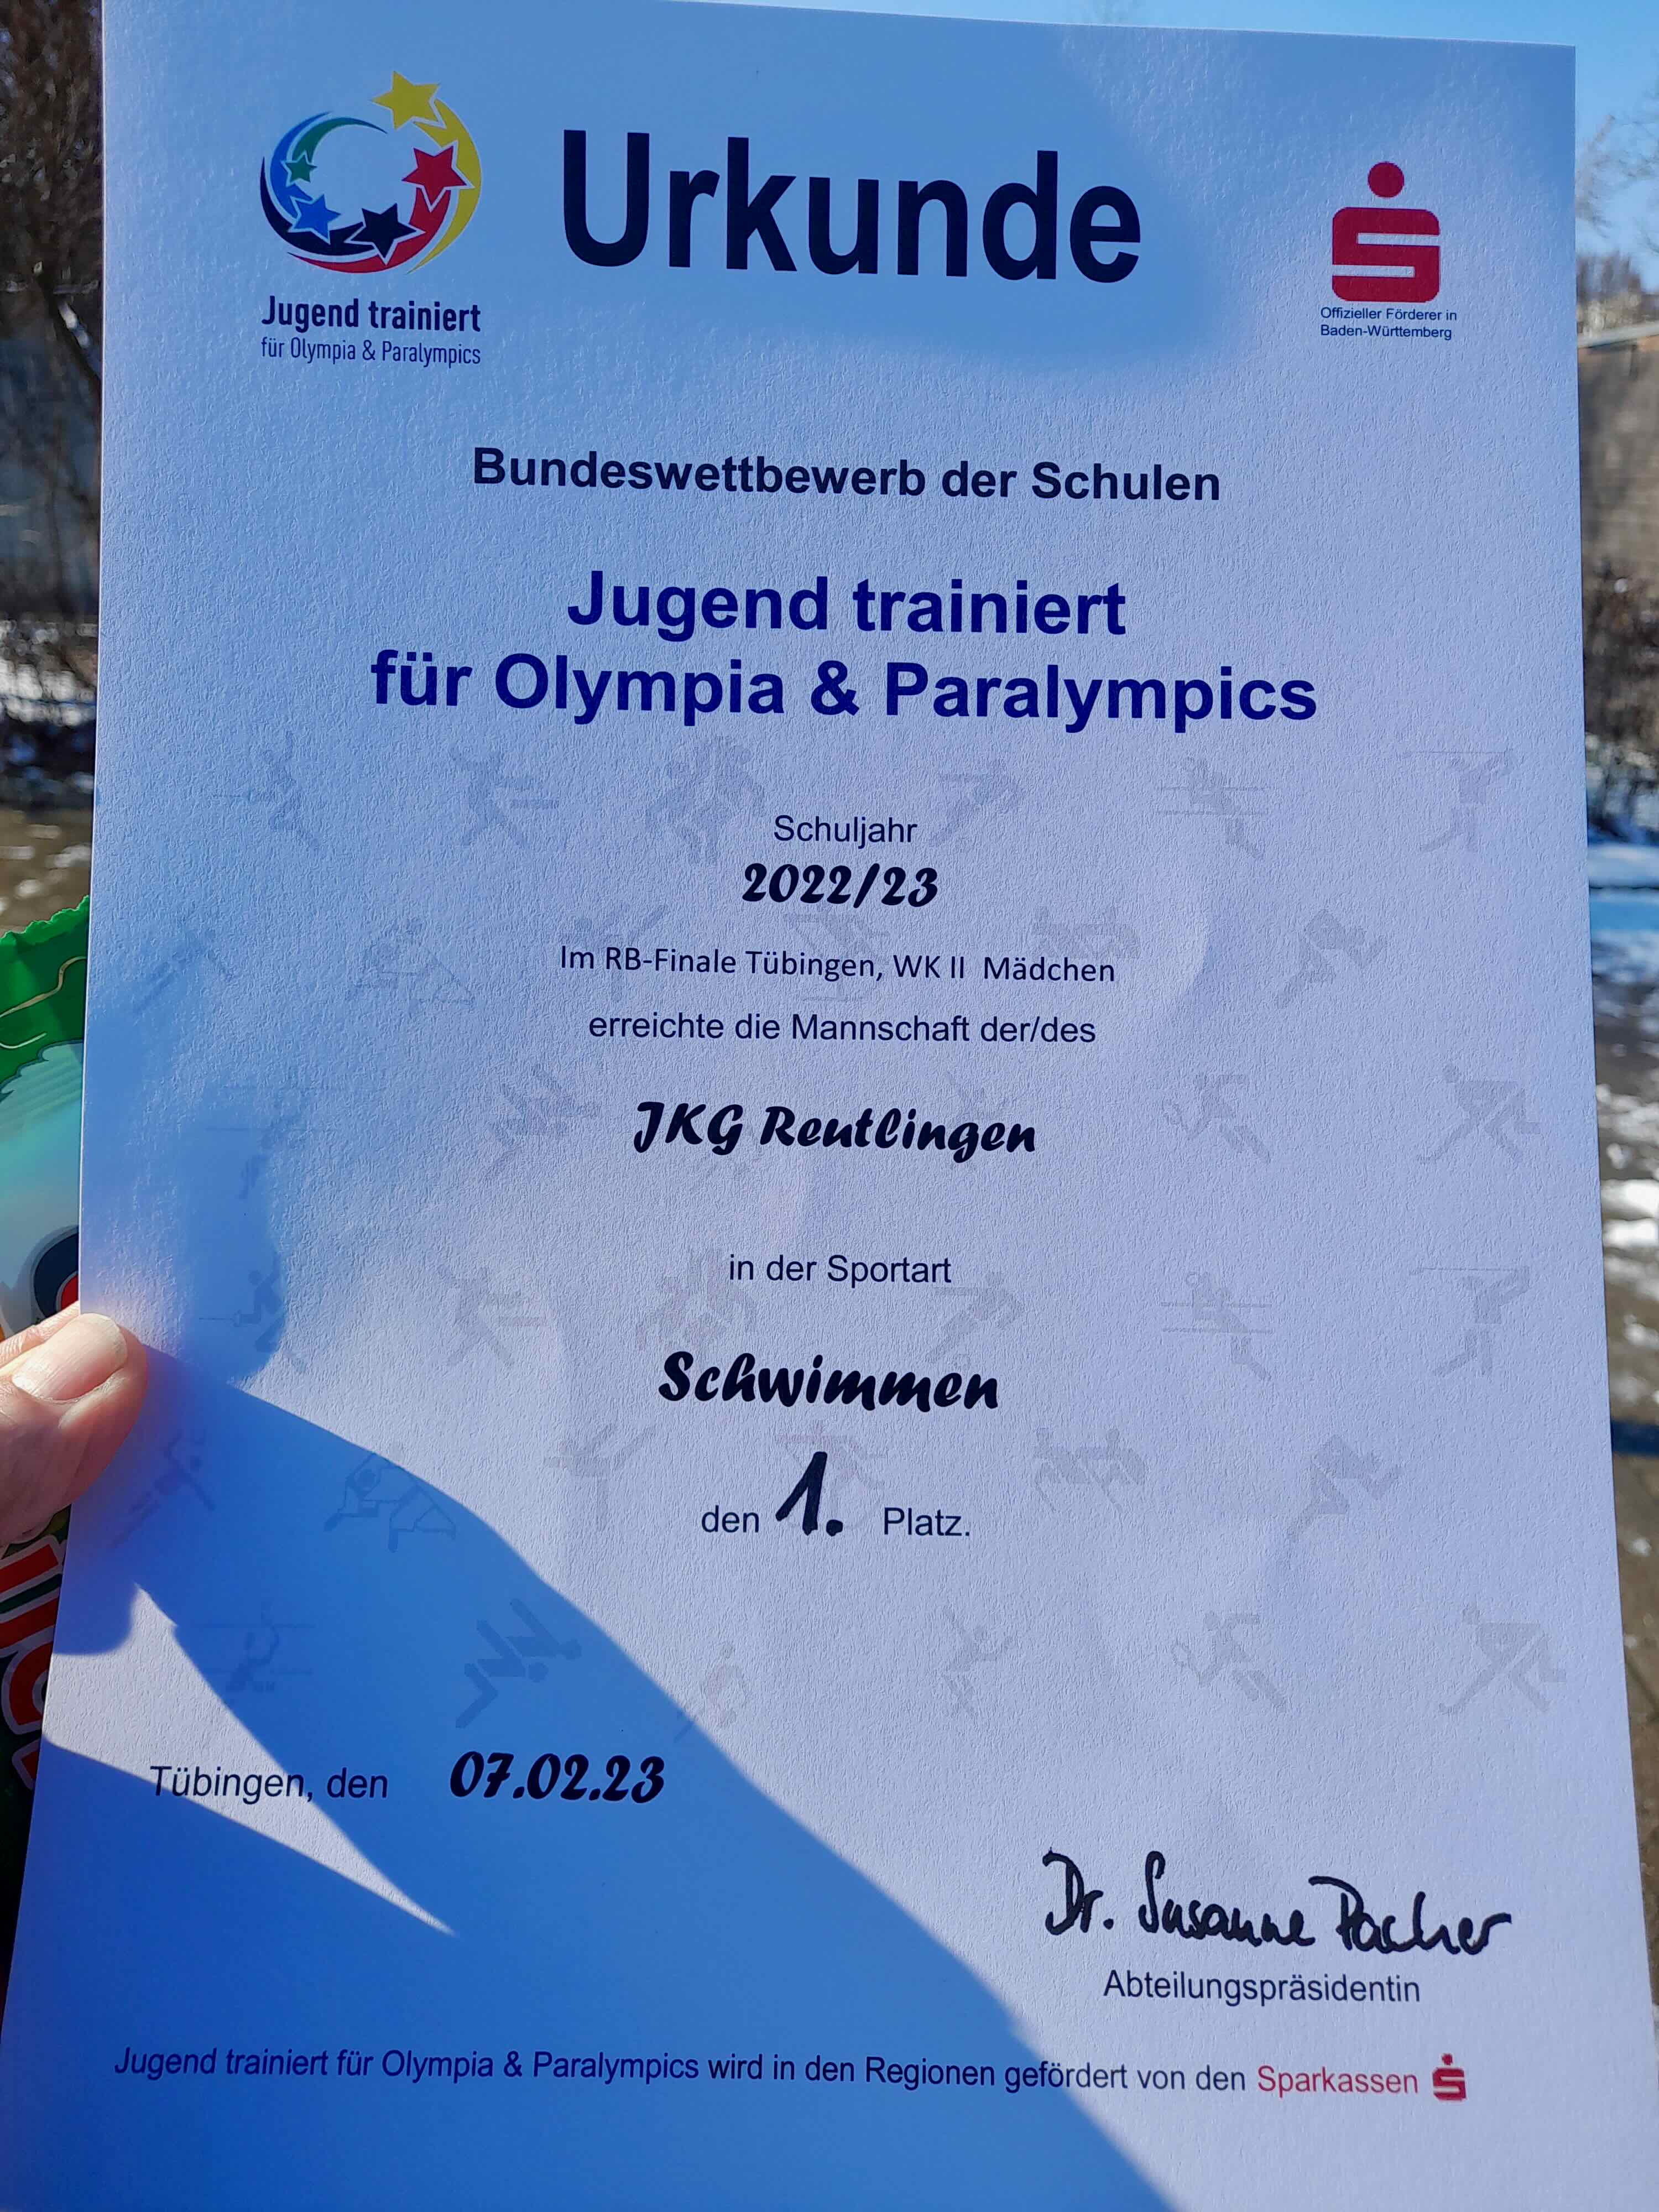 Urkunde
Jugend trainiert
für Olympia & Paralympics
Offizieller Förderer in
Baden-Württemberg
Bundeswettbewerb der Schulen
Jugend trainiert
für Olympia & Paralympics
Schuljahr
2022/23
Im RB-Finale Tübingen, WK II Mädchen
erreichte die Mannschaft der/des
JKG Reutlingen
in der Sportart
Schwimmen
den 1. Platz.
Tübingen, den 07.02.23
Dr. Susanne Pacher
Abteilungspräsidentin
Jugend trainiert für Olympia & Paralympics wird in den Regionen gefördert von den Sparkassen